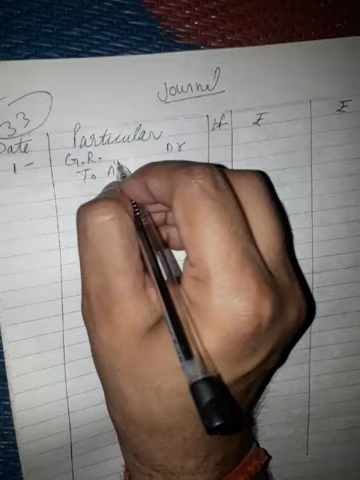 Journal
33
Date Particular Lf ₹ ₹
1- G.R. Dr
To